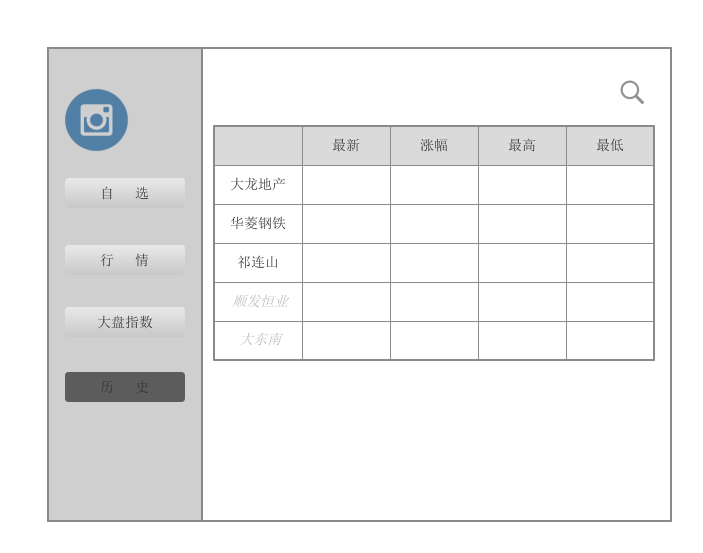 自 选
行 情
大盘指数
历 史
最新 涨幅 最高 最低
大龙地产
华菱钢铁
祁连山
顺发恒业
大东南